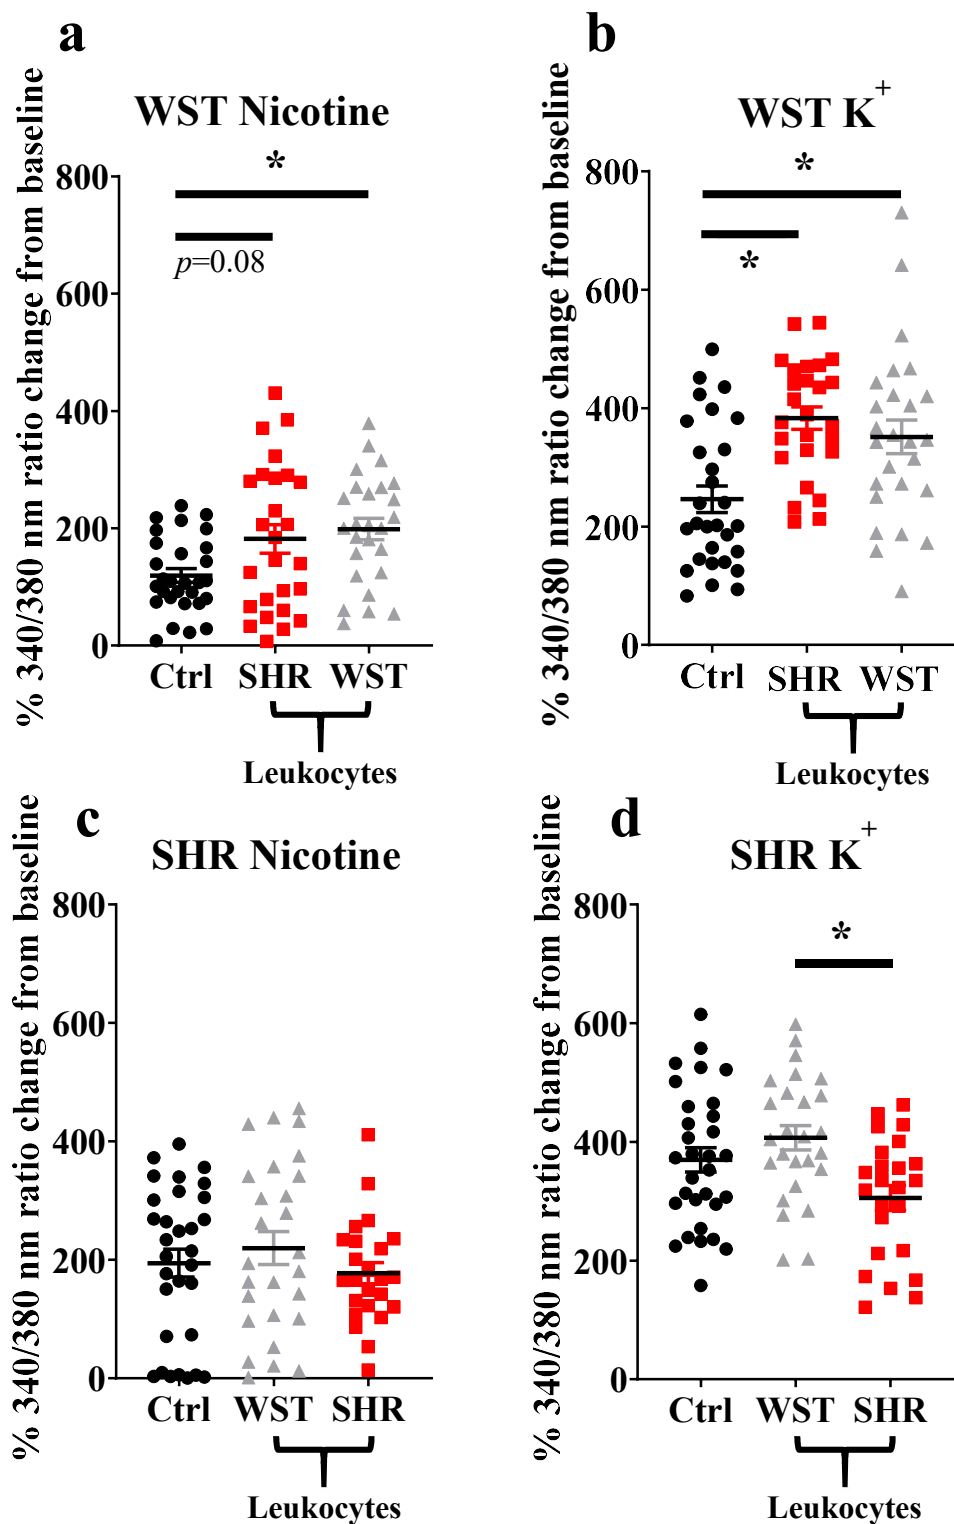 a
WST Nicotine
% 340/380 nm ratio change from baseline
800
600
400
200
0
*
p=0.08
Ctrl SHR WST
Leukocytes
b
WST K+
% 340/380 nm ratio change from baseline
800
600
400
200
0
*
*
Ctrl SHR WST
Leukocytes
c
SHR Nicotine
% 340/380 nm ratio change from baseline
800
600
400
200
0
Ctrl WST SHR
Leukocytes
d
SHR K+
% 340/380 nm ratio change from baseline
800
600
400
200
0
*
Ctrl WST SHR
Leukocytes